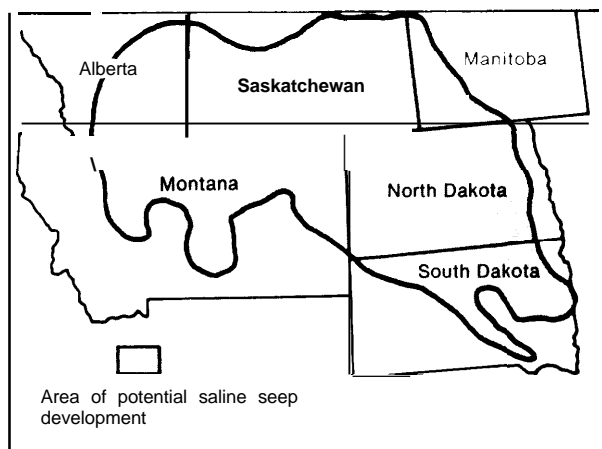 Alberta
Saskatchewan
Manitoba
Montana
North Dakota
South Dakota
Area of potential saline seep
development